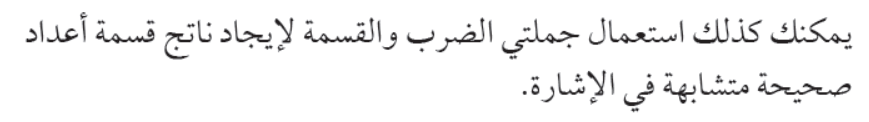 يمكنك كذلك استعمال جملتي الضرب والقسمة لإيجاد ناتج قسمة أعداد
صحيحة متشابهة في الإشارة.